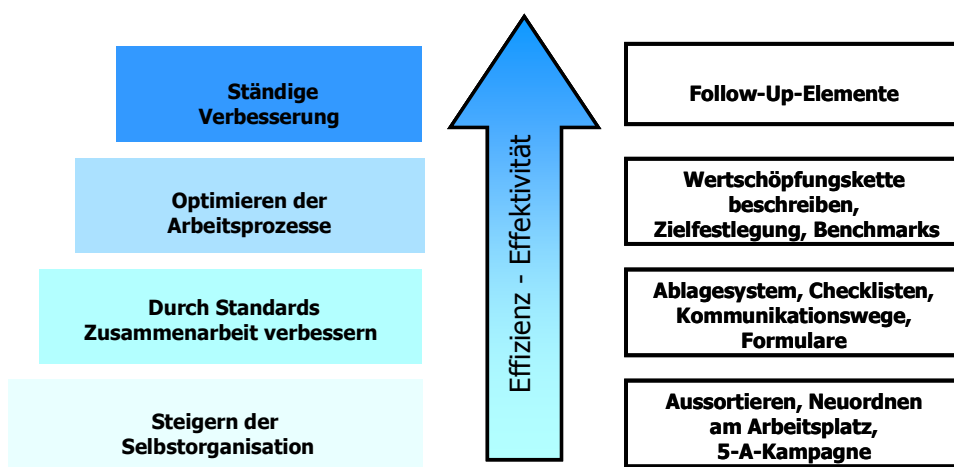 Ständige
Verbesserung
Follow-Up-Elemente
Optimieren der
Arbeitsprozesse
Wertschöpfungskette
beschreiben,
Zielfestlegung, Benchmarks
Durch Standards
Zusammenarbeit verbessern
Ablagesystem, Checklisten,
Kommunikationswege,
Formulare
Steigern der
Selbstorganisation
Aussortieren, Neuordnen
am Arbeitsplatz,
5-A-Kampagne
Effizienz - Effektivität